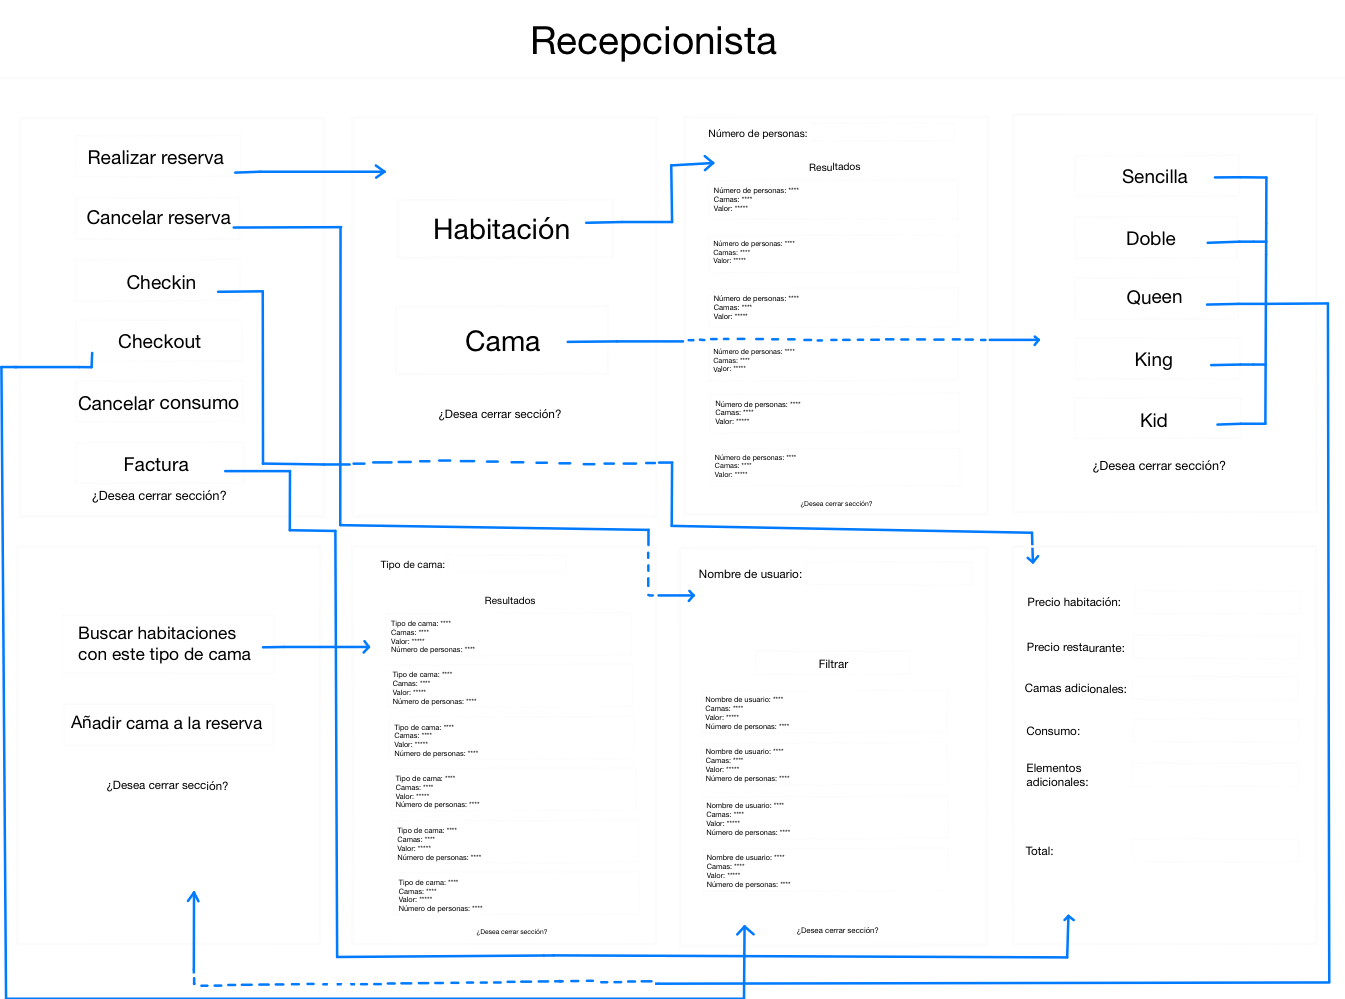 Recepcionista
Realizar reserva
Cancelar reserva
Checkin
Checkout
Cancelar consumo
Factura
¿Desea cerrar sección?
Habitación
Cama
¿Desea cerrar sección?
Número de personas:
Resultados
Número de personas: ****
Camas: ****
Valor: *****
Número de personas: ****
Camas: ****
Valor: *****
Número de personas: ****
Camas: ****
Valor: *****
Número de personas: ****
Camas: ****
Valor: *****
Número de personas: ****
Camas: ****
Valor: *****
Número de personas: ****
Camas: ****
Valor: *****
¿Desea cerrar sección?
Sencilla
Doble
Queen
King
Kid
¿Desea cerrar sección?
Buscar habitaciones
con este tipo de cama
Añadir cama a la reserva
¿Desea cerrar sección?
Tipo de cama:
Resultados
Tipo de cama: ****
Camas: ****
Valor: *****
Número de personas: ****
Tipo de cama: ****
Camas: ****
Valor: *****
Número de personas: ****
Tipo de cama: ****
Camas: ****
Valor: *****
Número de personas: ****
Tipo de cama: ****
Camas: ****
Valor: *****
Número de personas: ****
Tipo de cama: ****
Camas: ****
Valor: *****
Número de personas: ****
Tipo de cama: ****
Camas: ****
Valor: *****
Número de personas: ****
¿Desea cerrar sección?
Nombre de usuario:
Filtrar
Nombre de usuario: ****
Camas: ****
Valor: *****
Número de personas: ****
Nombre de usuario: ****
Camas: ****
Valor: *****
Número de personas: ****
Nombre de usuario: ****
Camas: ****
Valor: *****
Número de personas: ****
Nombre de usuario: ****
Camas: ****
Valor: *****
Número de personas: ****
¿Desea cerrar sección?
Precio habitación:
Precio restaurante:
Camas adicionales:
Consumo:
Elementos
adicionales:
Total: